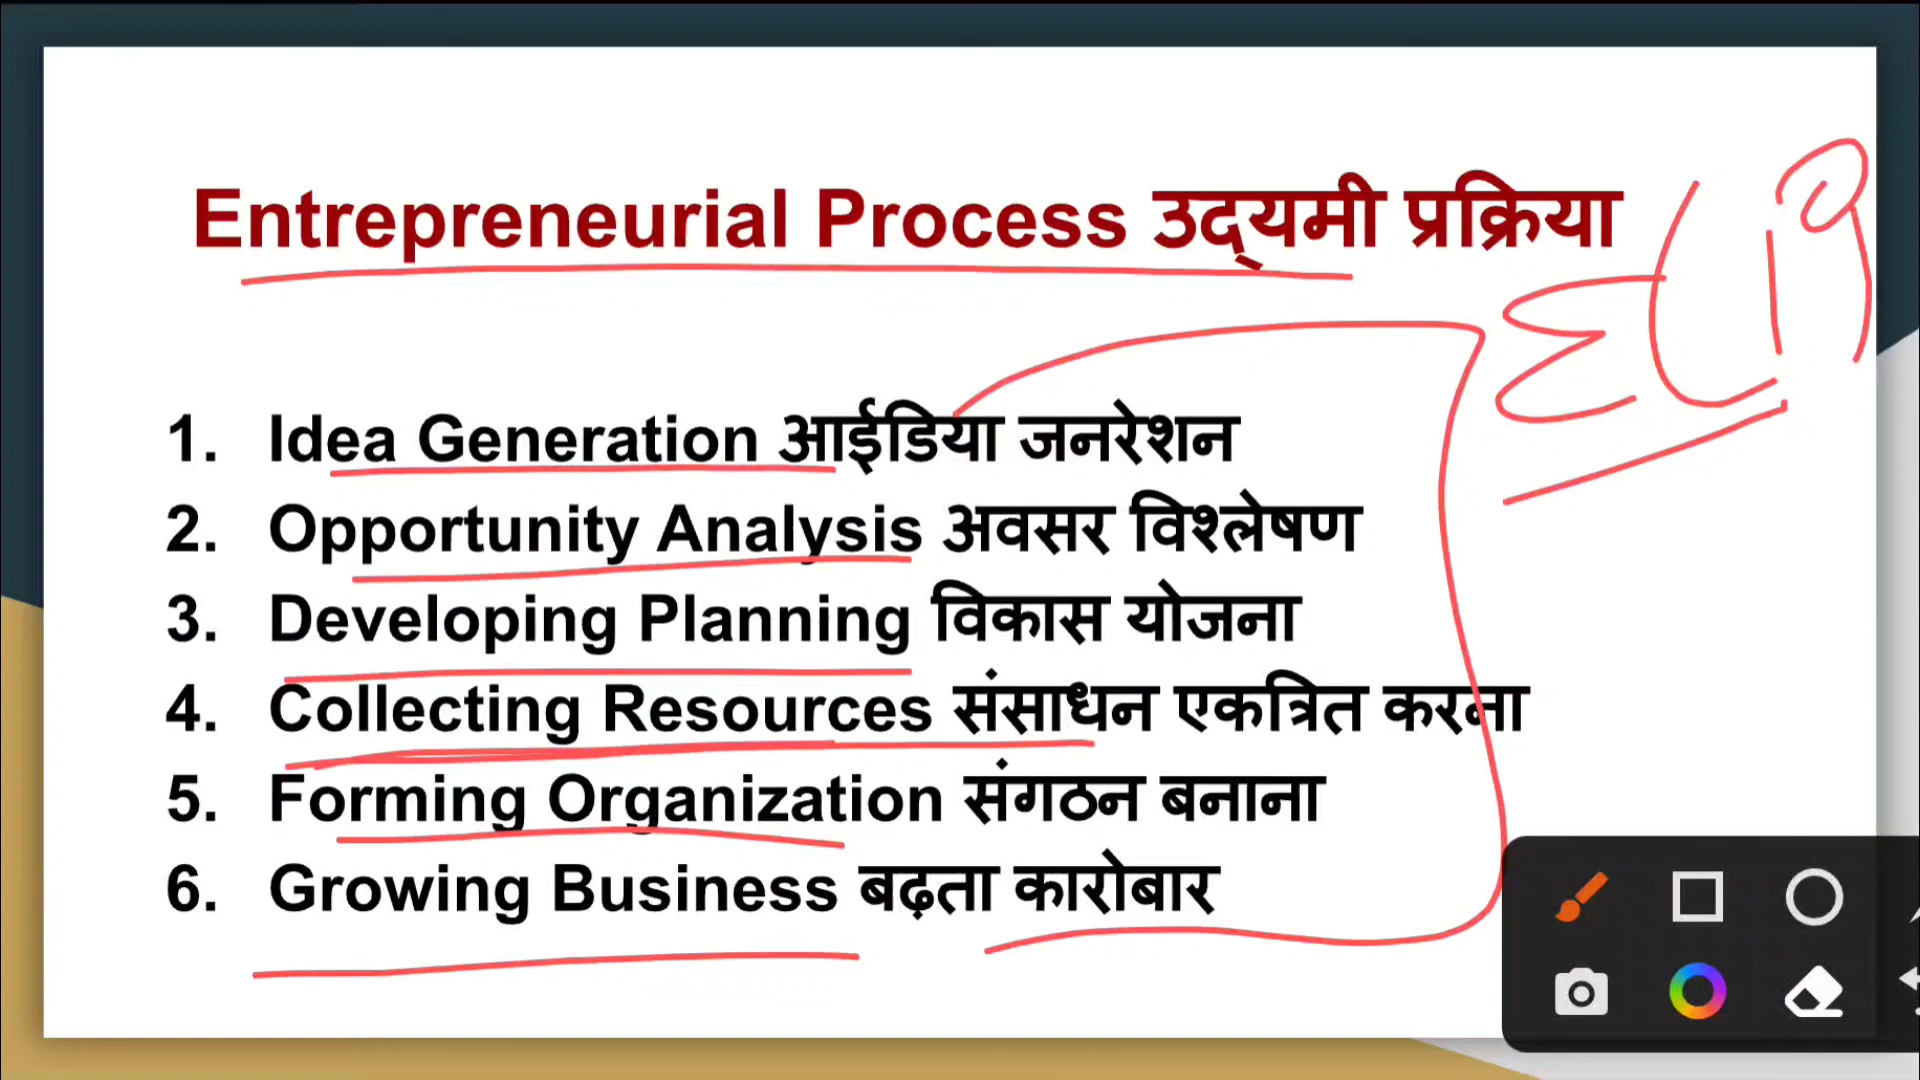 Entrepreneurial Process उद्‌यमी प्रक्रिया
1. Idea Generation आईडिया जनरेशन
2. Opportunity Analysis अवसर विश्लेषण
3. Developing Planning विकास योजना
4. Collecting Resources संसाधन एकत्रित करना
5. Forming Organization संगठन बनाना
6. Growing Business बढ़ता कारोबार